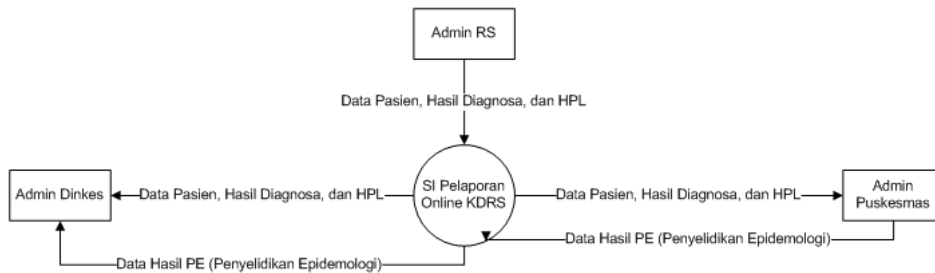 Admin RS
Data Pasien, Hasil Diagnosa, dan HPL
Admin Dinkes
Data Pasien, Hasil Diagnosa, dan HPL
SI Pelaporan
Online KDRS
Data Pasien, Hasil Diagnosa, dan HPL
Admin
Puskesmas
Data Hasil PE (Penyelidikan Epidemologi)
Data Hasil PE (Penyelidikan Epidemologi)